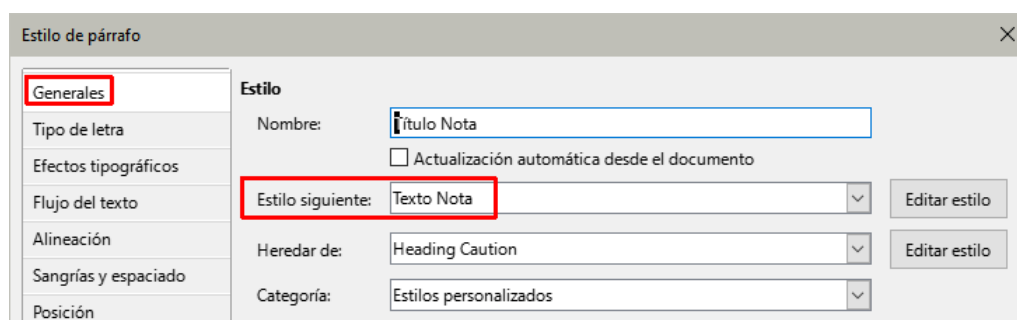 Estilo de párrafo
Generales
Tipo de letra
Efectos tipográficos
Flujo del texto
Alineación
Sangrías y espaciado
Posición
Estilo
Nombre: Título Nota
Actualización automática desde el documento
Estilo siguiente: Texto Nota Editar estilo
Heredar de: Heading Caution Editar estilo
Categoría: Estilos personalizados